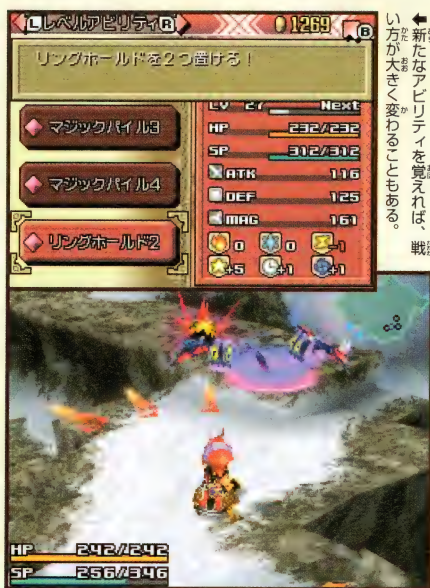 L レベルアビリティ R
1269
B
リングホールドを2つ置ける!
マジックパイル3
マジックパイル4
リングホールド2
LV 27 Next
HP 232/232
SP 312/312
ATK 116
DEF 125
MAG 161
0 0 -1
+5 +1 +1
←新たなアビリティを覚えれば、戦
い方が大きく変わることもある。
HP 242/242
SP 256/346